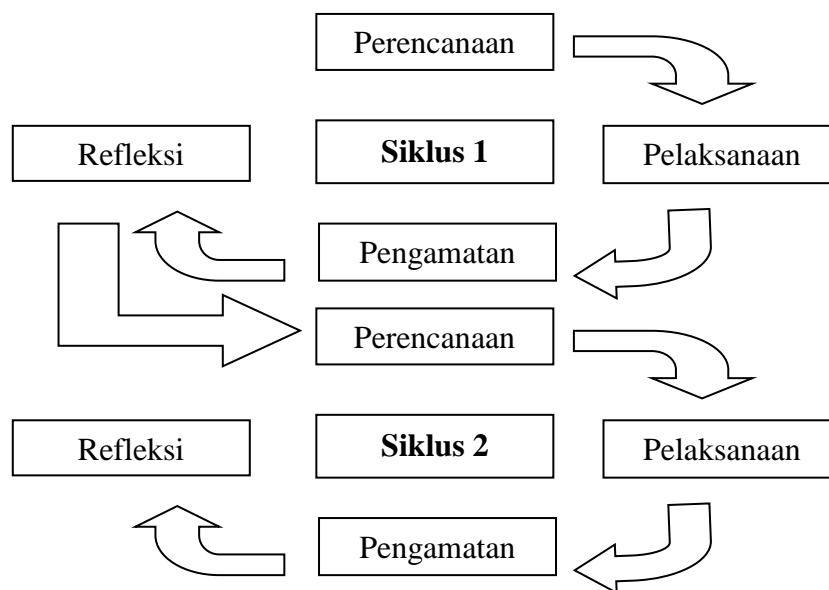 Perencanaan
Refleksi
Siklus 1
Pelaksanaan
Pengamatan
Perencanaan
Refleksi
Siklus 2
Pelaksanaan
Pengamatan